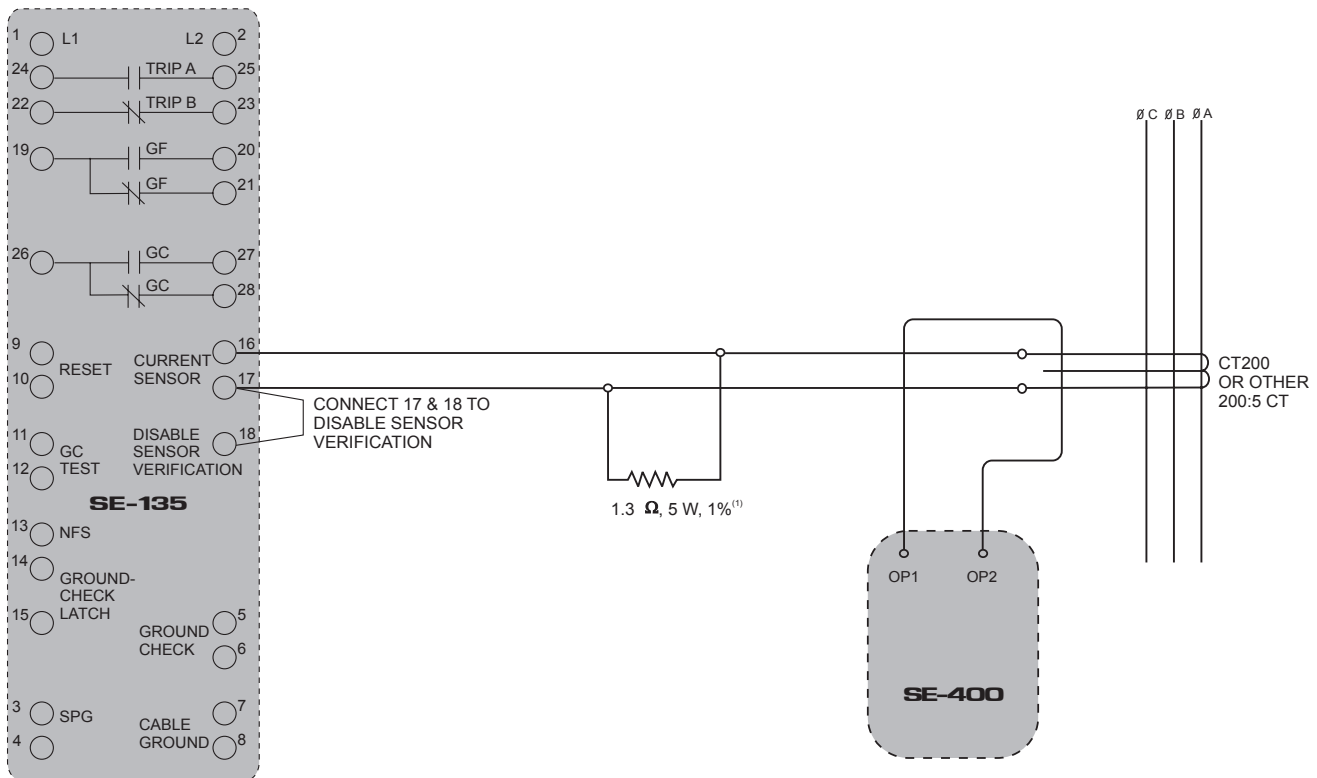 1 L1 L2 2
24 TRIP A 25
22 TRIP B 23
19 GF 20
GF 21
26 GC 27
GC 28
9
10
RESET
CURRENT
SENSOR
16
17
11
12
GC
TEST
DISABLE
SENSOR
VERIFICATION
18
SE-135
13 NFS
14
15
GROUND-
CHECK
LATCH
GROUND
CHECK
5
6
3 SPG
4
CABLE
GROUND
7
8
CONNECT 17 & 18 TO
DISABLE SENSOR
VERIFICATION
1.3 Ω, 5 W, 1%(1)
OP1 OP2
SE-400
Ø C Ø B Ø A
CT200
OR OTHER
200:5 CT